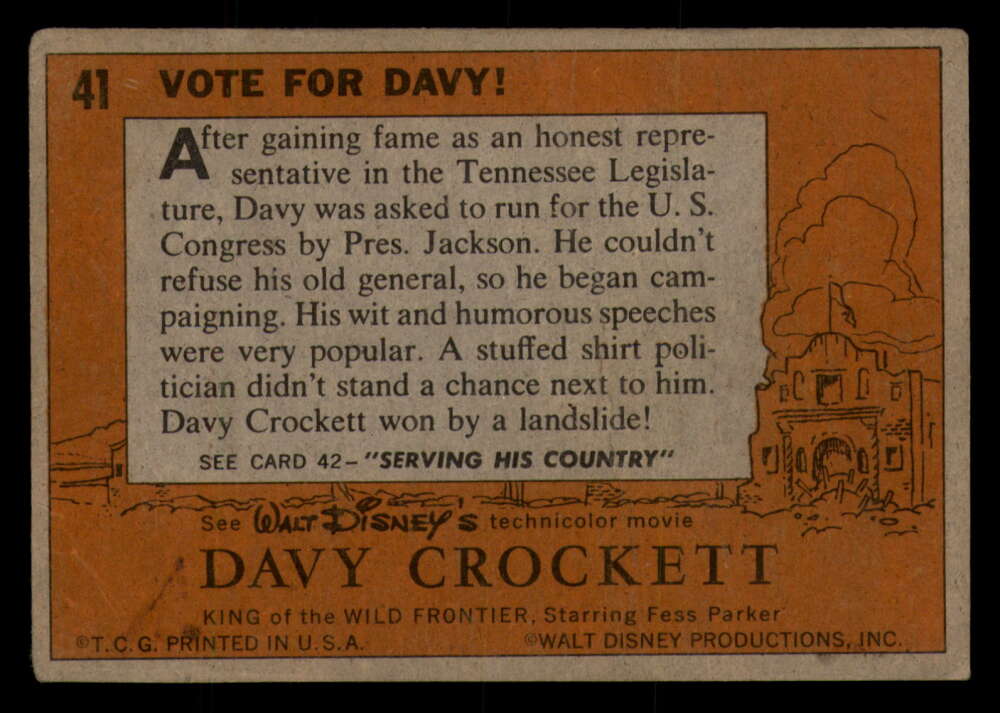 41 VOTE FOR DAVY!
After gaining fame as an honest repre-
sentative in the Tennessee Legisla-
ture, Davy was asked to run for the U. S.
Congress by Pres. Jackson. He couldn't
refuse his old general, so he began cam-
paigning. His wit and humorous speeches
were very popular. A stuffed shirt poli-
tician didn't stand a chance next to him.
Davy Crockett won by a landslide!
SEE CARD 42—"SERVING HIS COUNTRY"
See WALT DISNEY'S technicolor movie
DAVY CROCKETT
KING of the WILD FRONTIER, Starring Fess Parker
©T.C.G. PRINTED IN U.S.A. ©WALT DISNEY PRODUCTIONS, INC.